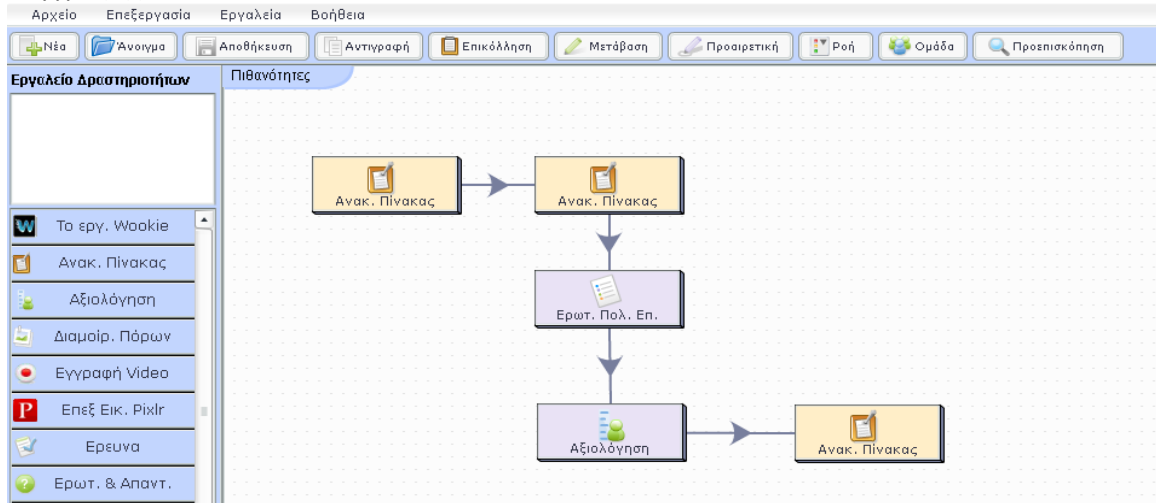 Αρχείο Επεξεργασία Εργαλεία Βοήθεια
Νέα Άνοιγμα Αποθήκευση Αντιγραφή Επικόλληση Μετάβαση Προαιρετική Ροή Ομάδα Προεπισκόπηση
Εργαλείο Δραστηριοτήτων
Το εργ. Wookie
Ανακ. Πίνακας
Αξιολόγηση
Διαμοίρ. Πόρων
Εγγραφή Video
Επεξ Εικ. Pixlr
Ερευνα
Ερωτ. & Απαντ.
Πιθανότητες
Ανακ. Πίνακας
Ανακ. Πίνακας
Ερωτ. Πολ. Επ.
Αξιολόγηση
Ανακ. Πίνακας